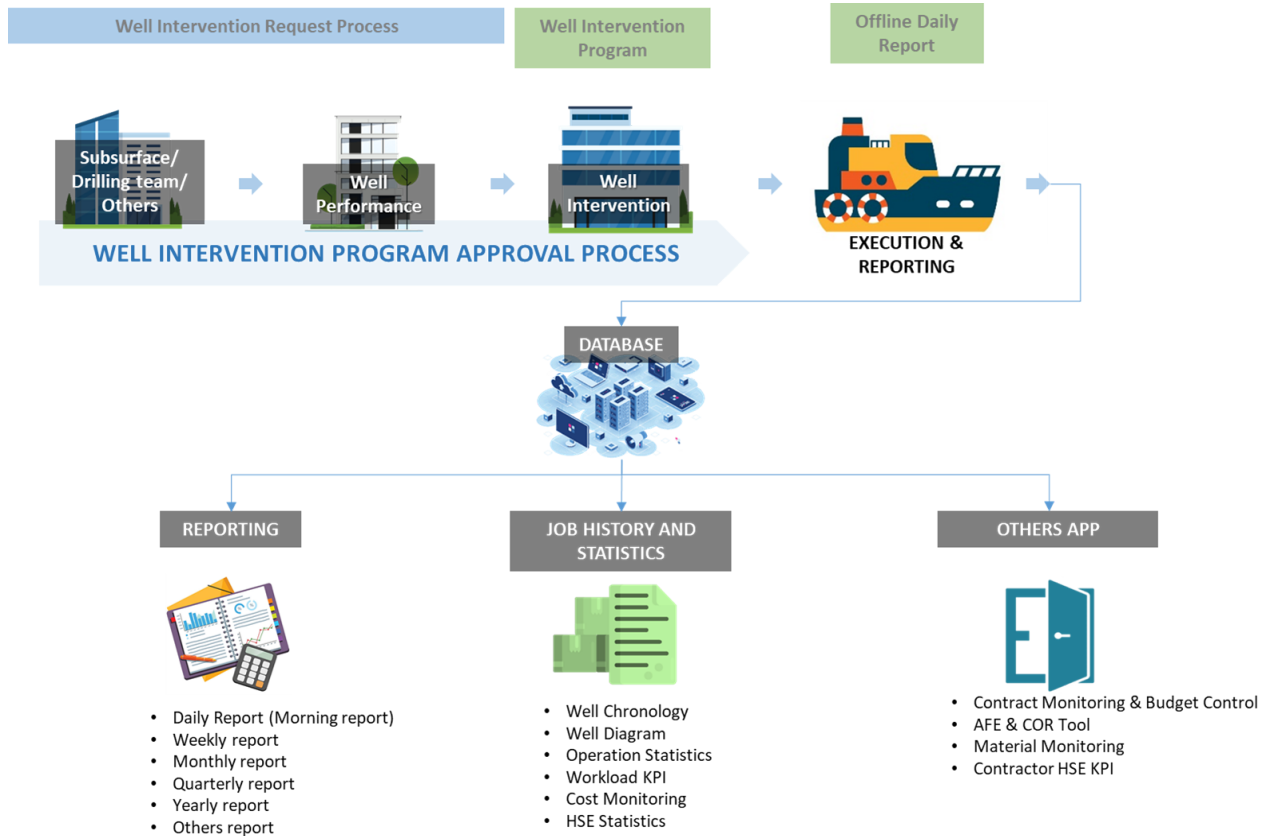 Well Intervention Request Process
Well Intervention
Program
Offline Daily
Report
Subsurface/
Drilling team/
Others
Well
Performance
Well
Intervention
EXECUTION &
REPORTING
WELL INTERVENTION PROGRAM APPROVAL PROCESS
DATABASE
REPORTING
JOB HISTORY AND
STATISTICS
OTHERS APP
• Daily Report (Morning report)
• Weekly report
• Monthly report
• Quarterly report
• Yearly report
• Others report
• Well Chronology
• Well Diagram
• Operation Statistics
• Workload KPI
• Cost Monitoring
• HSE Statistics
• Contract Monitoring & Budget Control
• AFE & COR Tool
• Material Monitoring
• Contractor HSE KPI